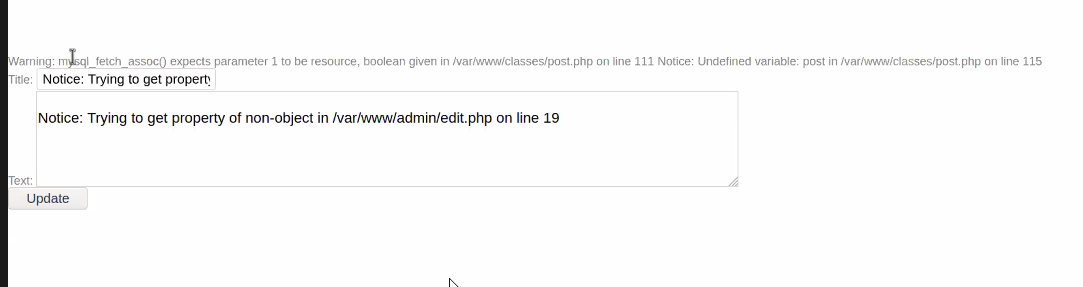 Warning: mysql_fetch_assoc() expects parameter 1 to be resource, boolean given in /var/www/classes/post.php on line 111 Notice: Undefined variable: post in /var/www/classes/post.php on line 115
Title: Notice: Trying to get property
Notice: Trying to get property of non-object in /var/www/admin/edit.php on line 19
Text:
Update